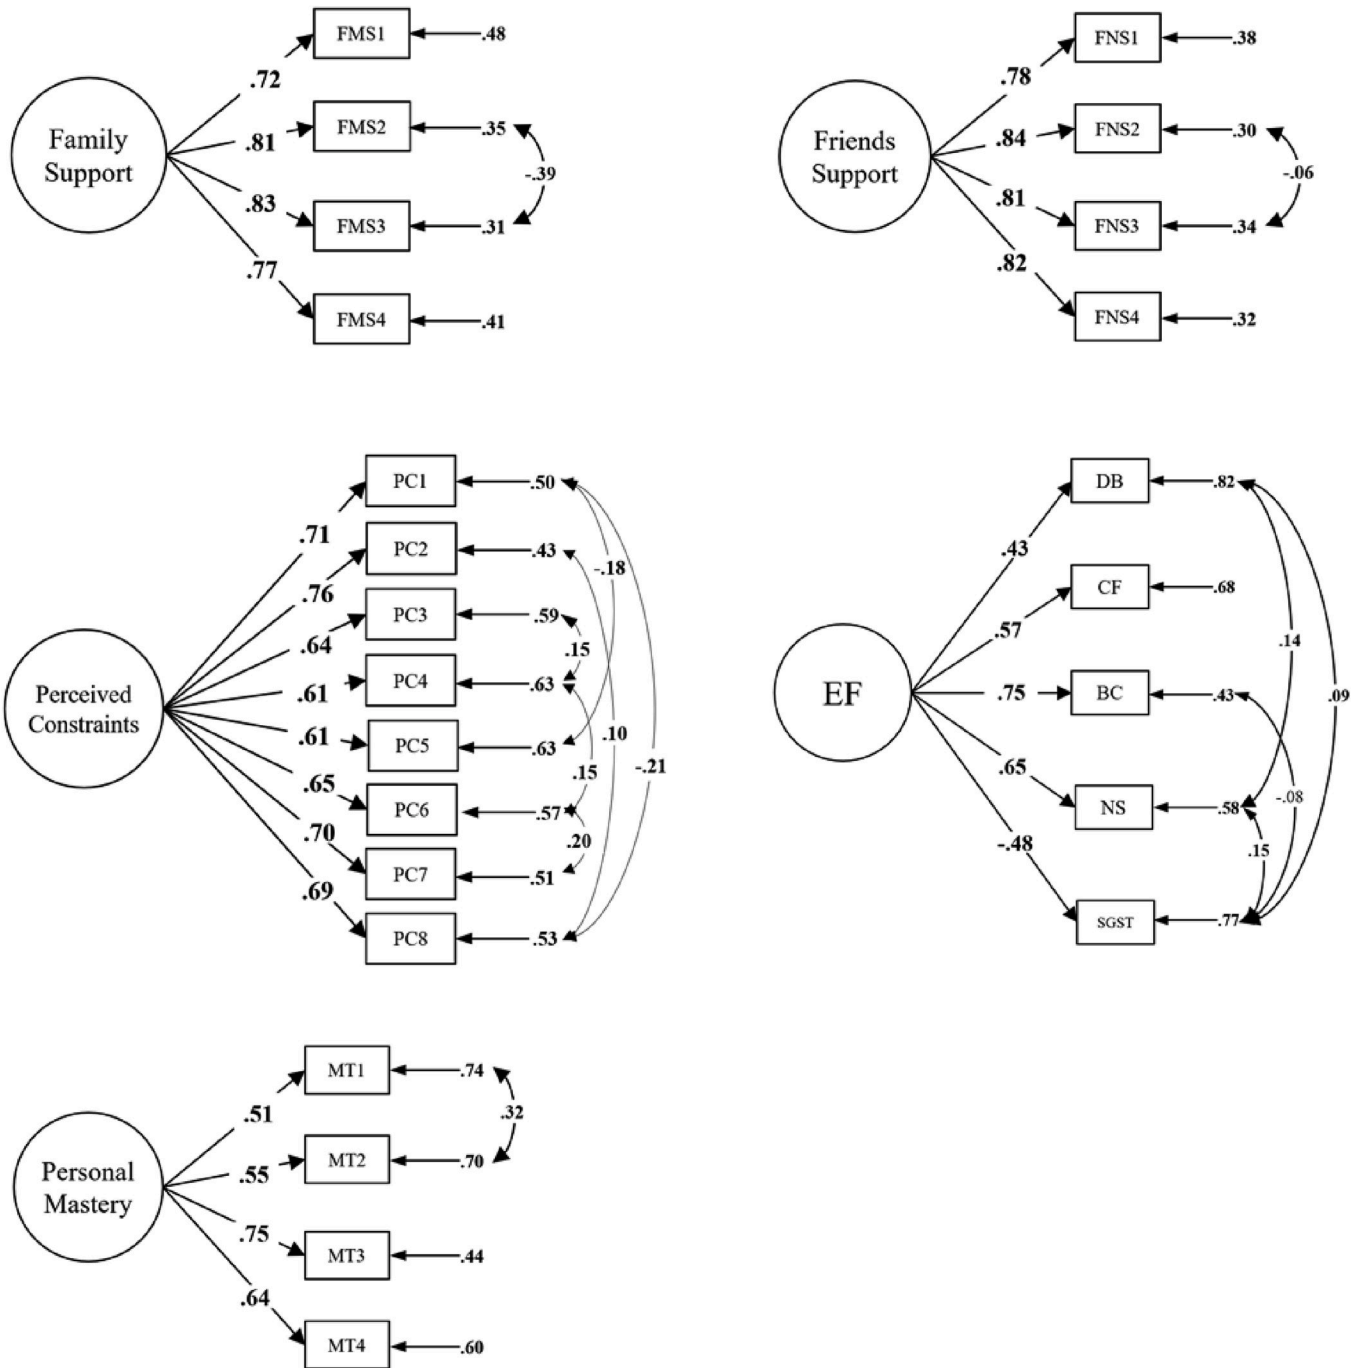 FMS1
.48
.72
Family
Support
.81
FMS2
.35
-.39
.83
FMS3
.31
.77
FMS4
.41
FNS1
.38
.78
Friends
Support
.84
FNS2
.30
-.06
.81
FNS3
.34
.82
FNS4
.32
PC1
.50
.71
PC2
.43
-.18
.76
PC3
.59
.64
.15
Perceived
Constraints
PC4
.63
.61
PC5
.63
.61
.10
.15
-.21
.65
PC6
.57
.70
.20
PC7
.51
.69
PC8
.53
DB
.82
.43
CF
.68
.57
.14
EF
.75
BC
.43
.09
.65
NS
.58
-.08
-.48
.15
SGST
.77
MT1
.74
.51
.32
Personal
Mastery
.55
MT2
.70
.75
MT3
.44
.64
MT4
.60